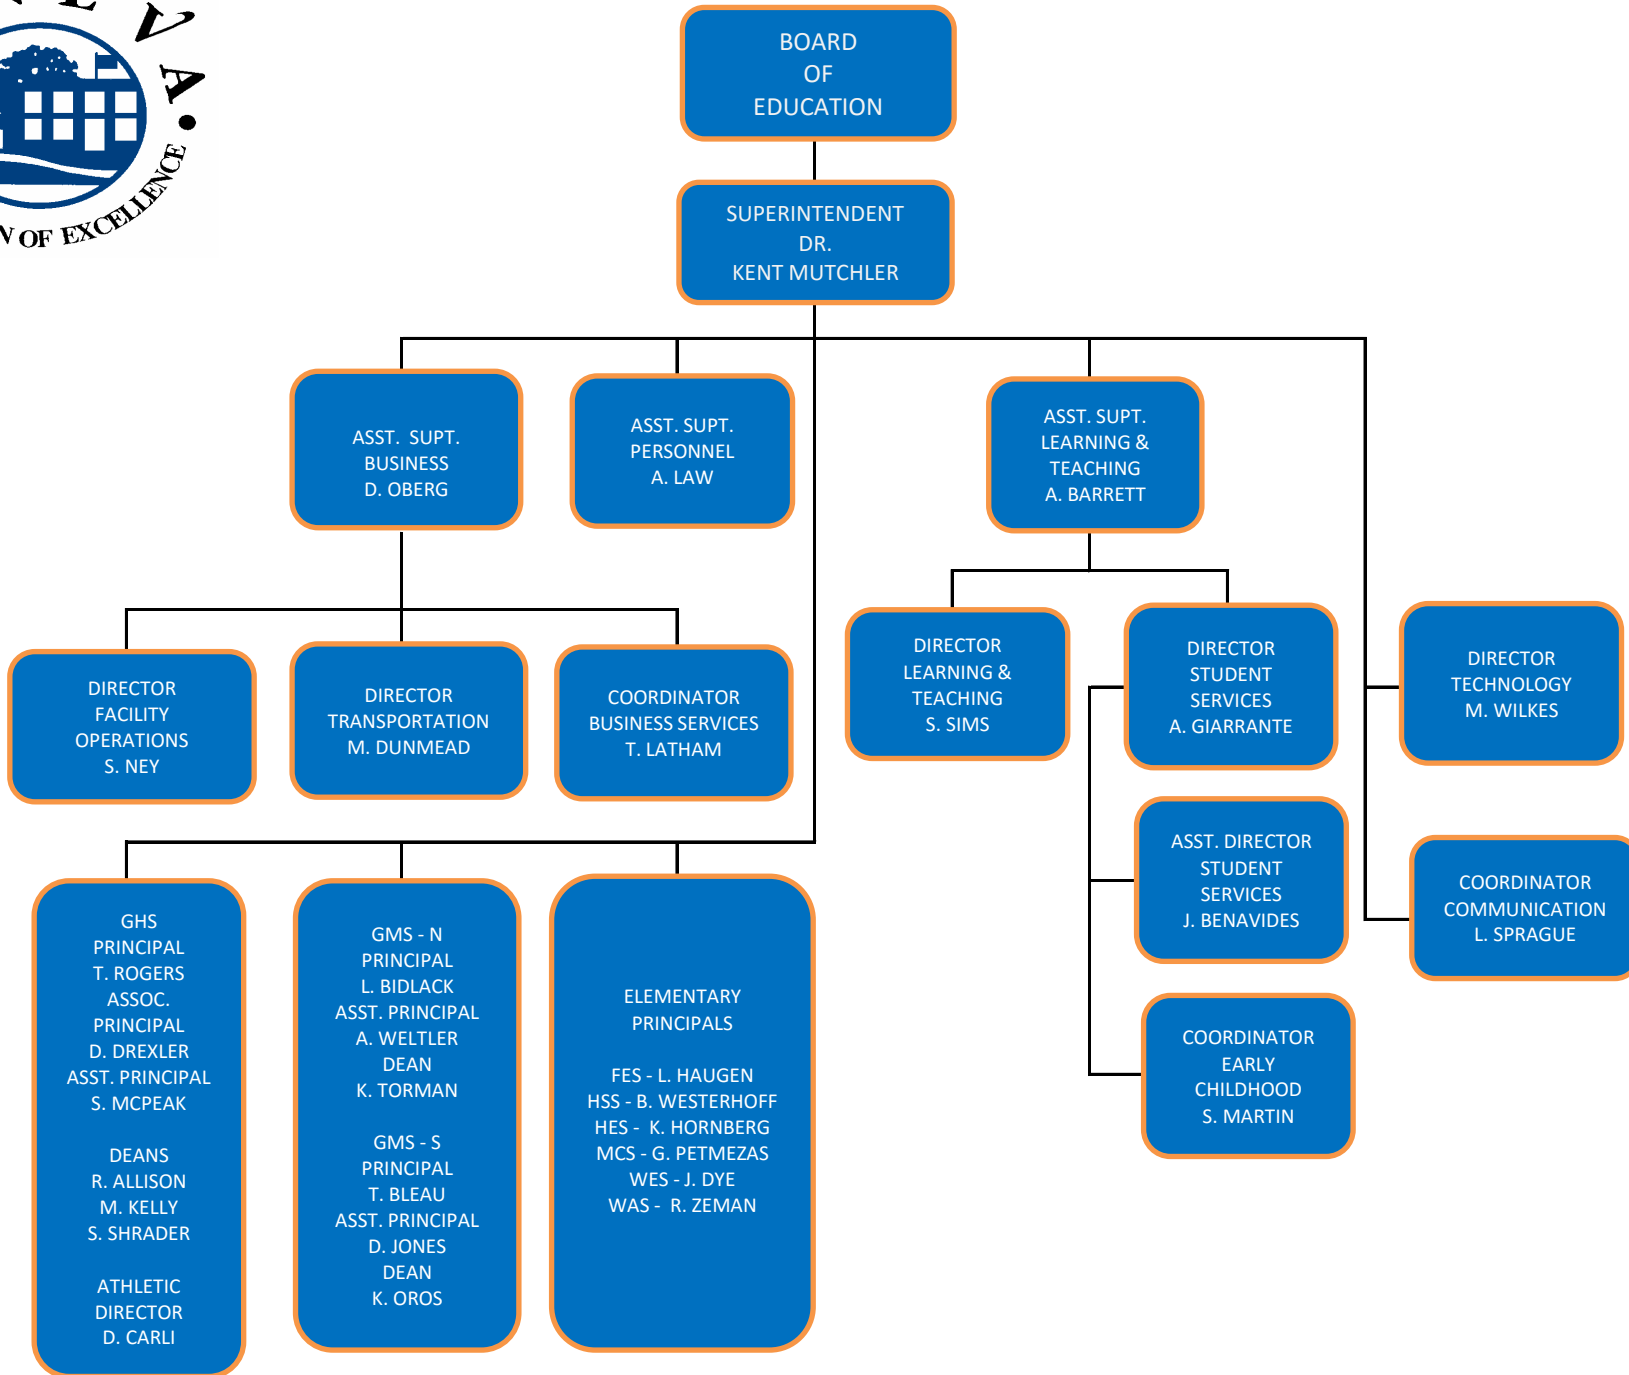 EVA •
OF EXCELLENCE
BOARD
OF
EDUCATION
SUPERINTENDENT
DR.
KENT MUTCHLER
ASST. SUPT.
BUSINESS
D. OBERG
ASST. SUPT.
PERSONNEL
A. LAW
ASST. SUPT.
LEARNING &
TEACHING
A. BARRETT
DIRECTOR
FACILITY
OPERATIONS
S. NEY
DIRECTOR
TRANSPORTATION
M. DUNMEAD
COORDINATOR
BUSINESS SERVICES
T. LATHAM
DIRECTOR
LEARNING &
TEACHING
S. SIMS
DIRECTOR
STUDENT
SERVICES
A. GIARRANTE
DIRECTOR
TECHNOLOGY
M. WILKES
ASST. DIRECTOR
STUDENT
SERVICES
J. BENAVIDES
COORDINATOR
COMMUNICATION
L. SPRAGUE
COORDINATOR
EARLY
CHILDHOOD
S. MARTIN
GHS
PRINCIPAL
T. ROGERS
ASSOC.
PRINCIPAL
D. DREXLER
ASST. PRINCIPAL
S. MCPEAK
DEANS
R. ALLISON
M. KELLY
S. SHRADER
ATHLETIC
DIRECTOR
D. CARLI
GMS - N
PRINCIPAL
L. BIDLACK
ASST. PRINCIPAL
A. WELTLER
DEAN
K. TORMAN
GMS - S
PRINCIPAL
T. BLEAU
ASST. PRINCIPAL
D. JONES
DEAN
K. OROS
ELEMENTARY
PRINCIPALS
FES - L. HAUGEN
HSS - B. WESTERHOFF
HES - K. HORNBERG
MCS - G. PETMEZAS
WES - J. DYE
WAS - R. ZEMAN